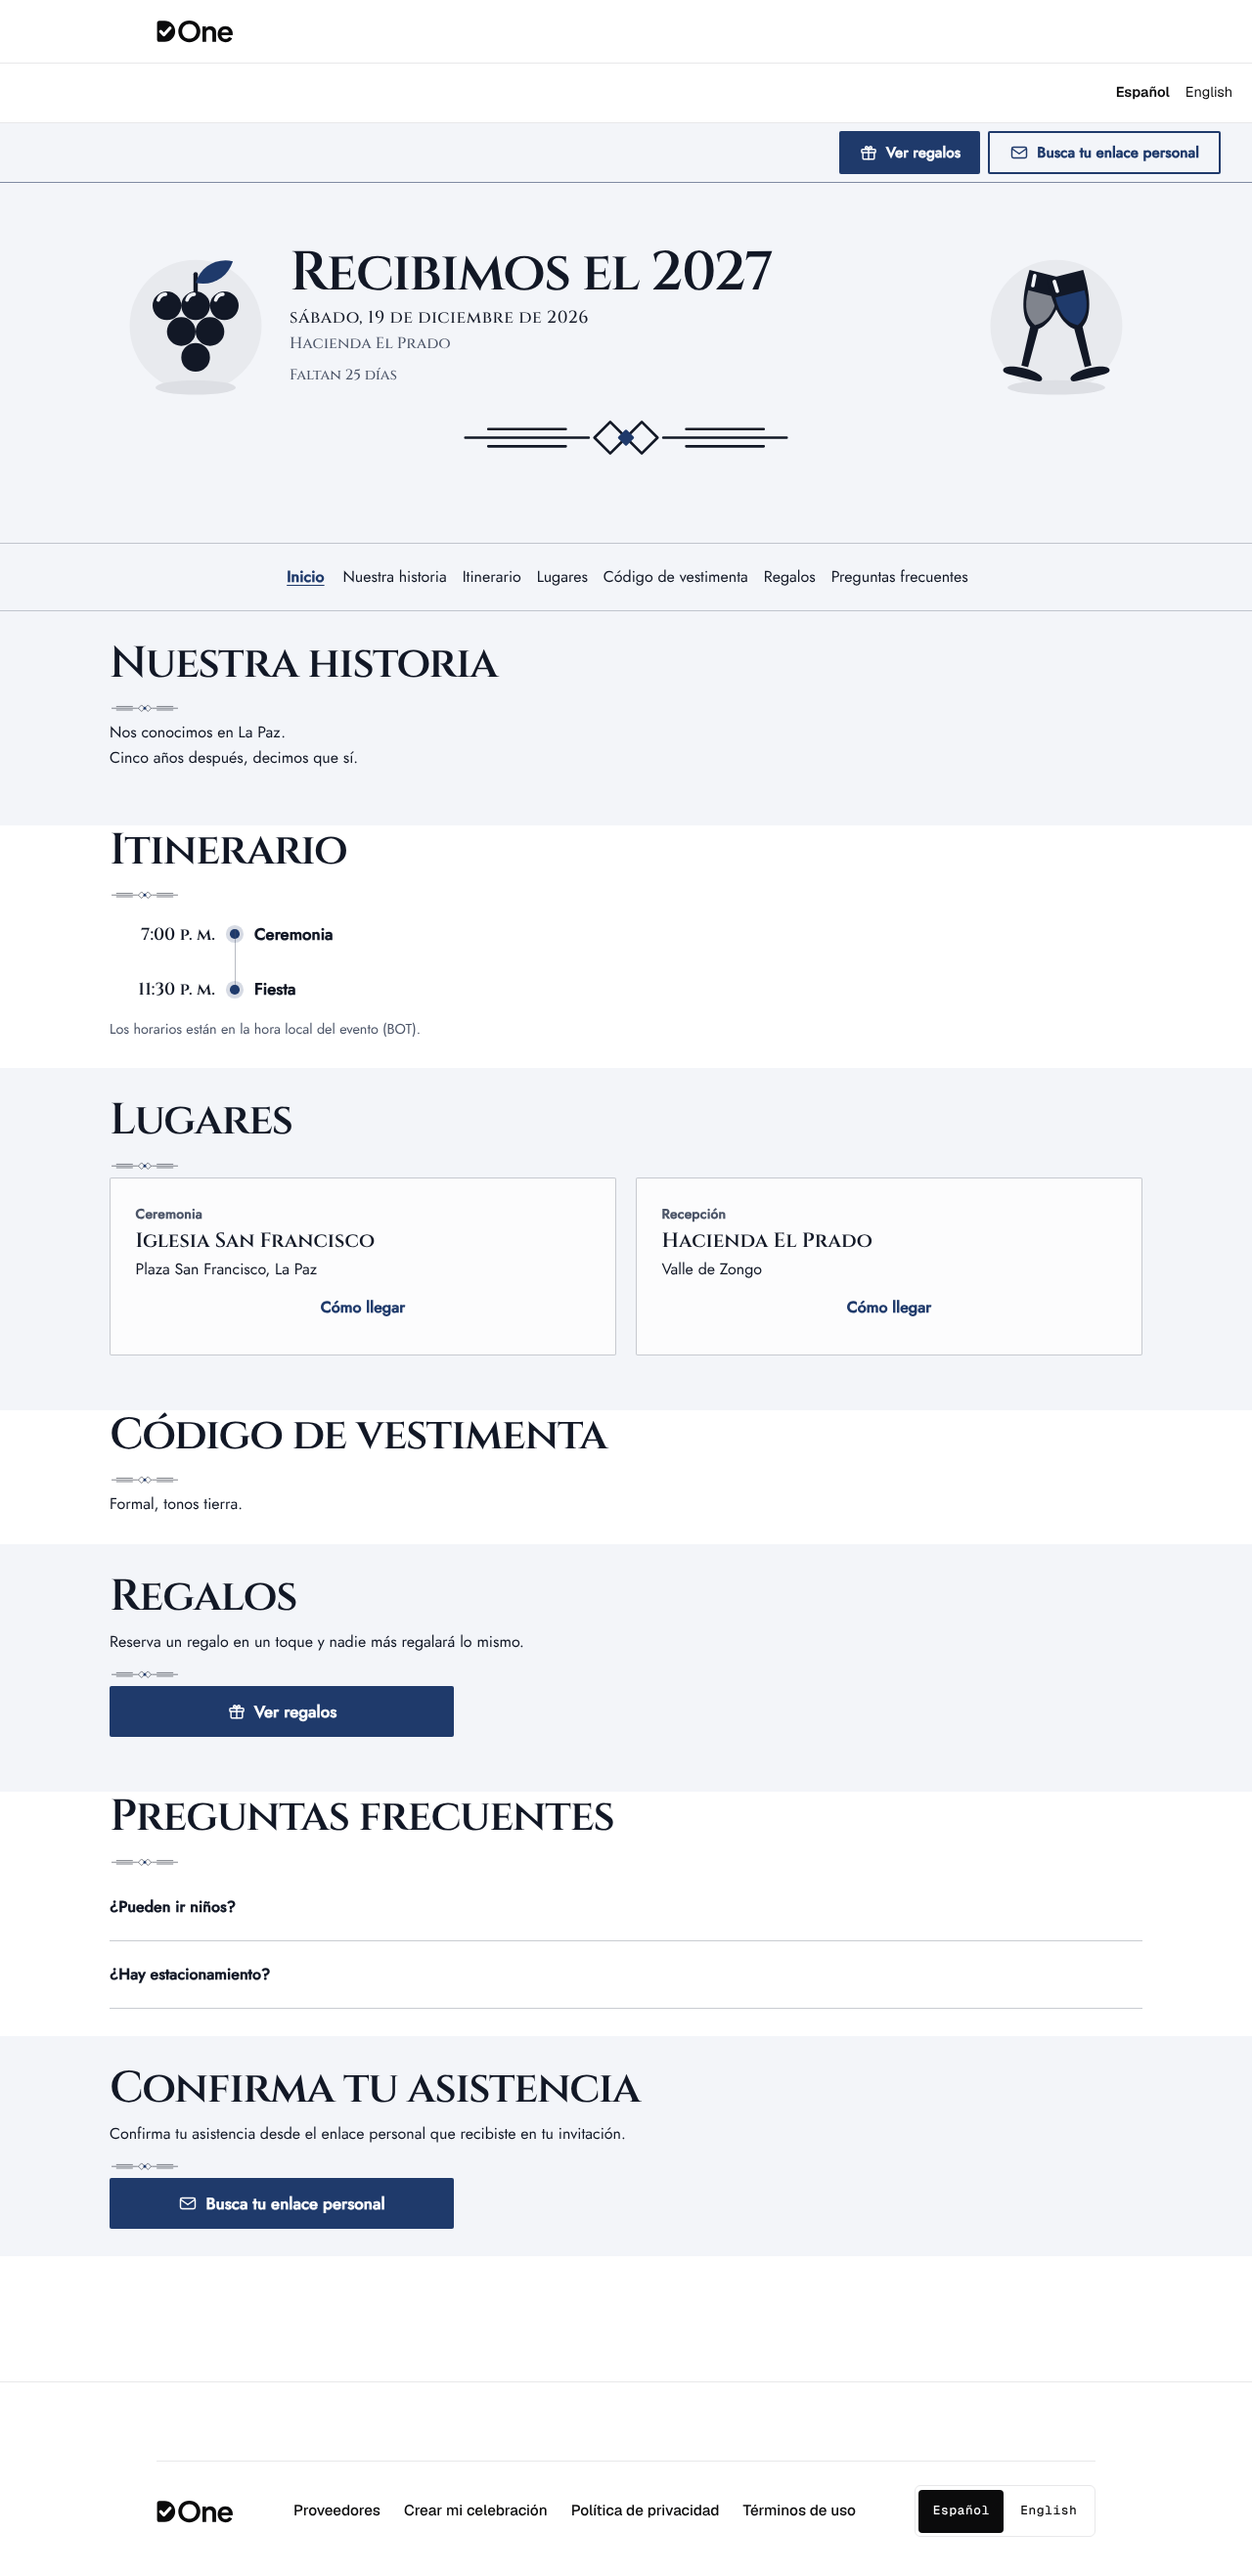 One
Español English
Ver regalos Busca tu enlace personal
Recibimos el 2027
sábado, 19 de diciembre de 2026
Hacienda El Prado
Faltan 25 días
Inicio Nuestra historia Itinerario Lugares Código de vestimenta Regalos Preguntas frecuentes
Nuestra historia
Nos conocimos en La Paz.
Cinco años después, decimos que sí.
Itinerario
7:00 p. m. Ceremonia
11:30 p. m. Fiesta
Los horarios están en la hora local del evento (BOT).
Lugares
Ceremonia
Iglesia San Francisco
Plaza San Francisco, La Paz
Cómo llegar
Recepción
Hacienda El Prado
Valle de Zongo
Cómo llegar
Código de vestimenta
Formal, tonos tierra.
Regalos
Reserva un regalo en un toque y nadie más regalará lo mismo.
Ver regalos
Preguntas frecuentes
¿Pueden ir niños?
¿Hay estacionamiento?
Confirma tu asistencia
Confirma tu asistencia desde el enlace personal que recibiste en tu invitación.
Busca tu enlace personal
One Proveedores Crear mi celebración Política de privacidad Términos de uso Español English